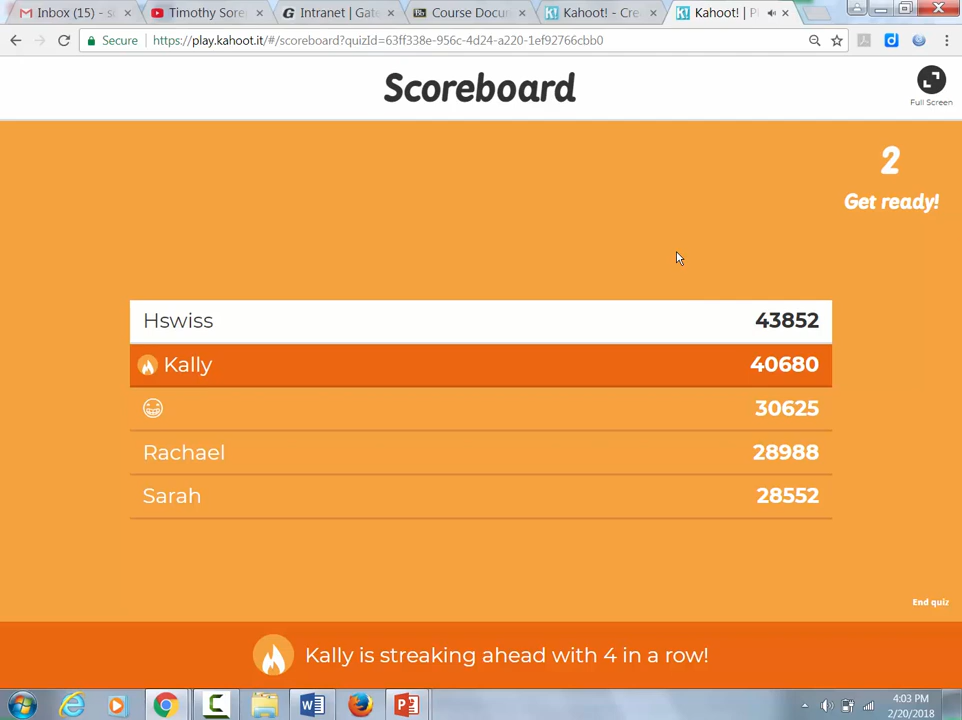 Inbox (15) - s
Timothy Sore
Intranet | Gat
Course Docu
Kahoot! - Cre
Kahoot! | P
Secure
https://play.kahoot.it/#/scoreboard?quizId=63ff338e-956c-4d24-a220-1ef92766cbb0
Scoreboard
Full Screen
2
Get ready!
Hswiss 43852
Kally 40680
😁 30625
Rachael 28988
Sarah 28552
End quiz
Kally is streaking ahead with 4 in a row!
4:03 PM
2/20/2018